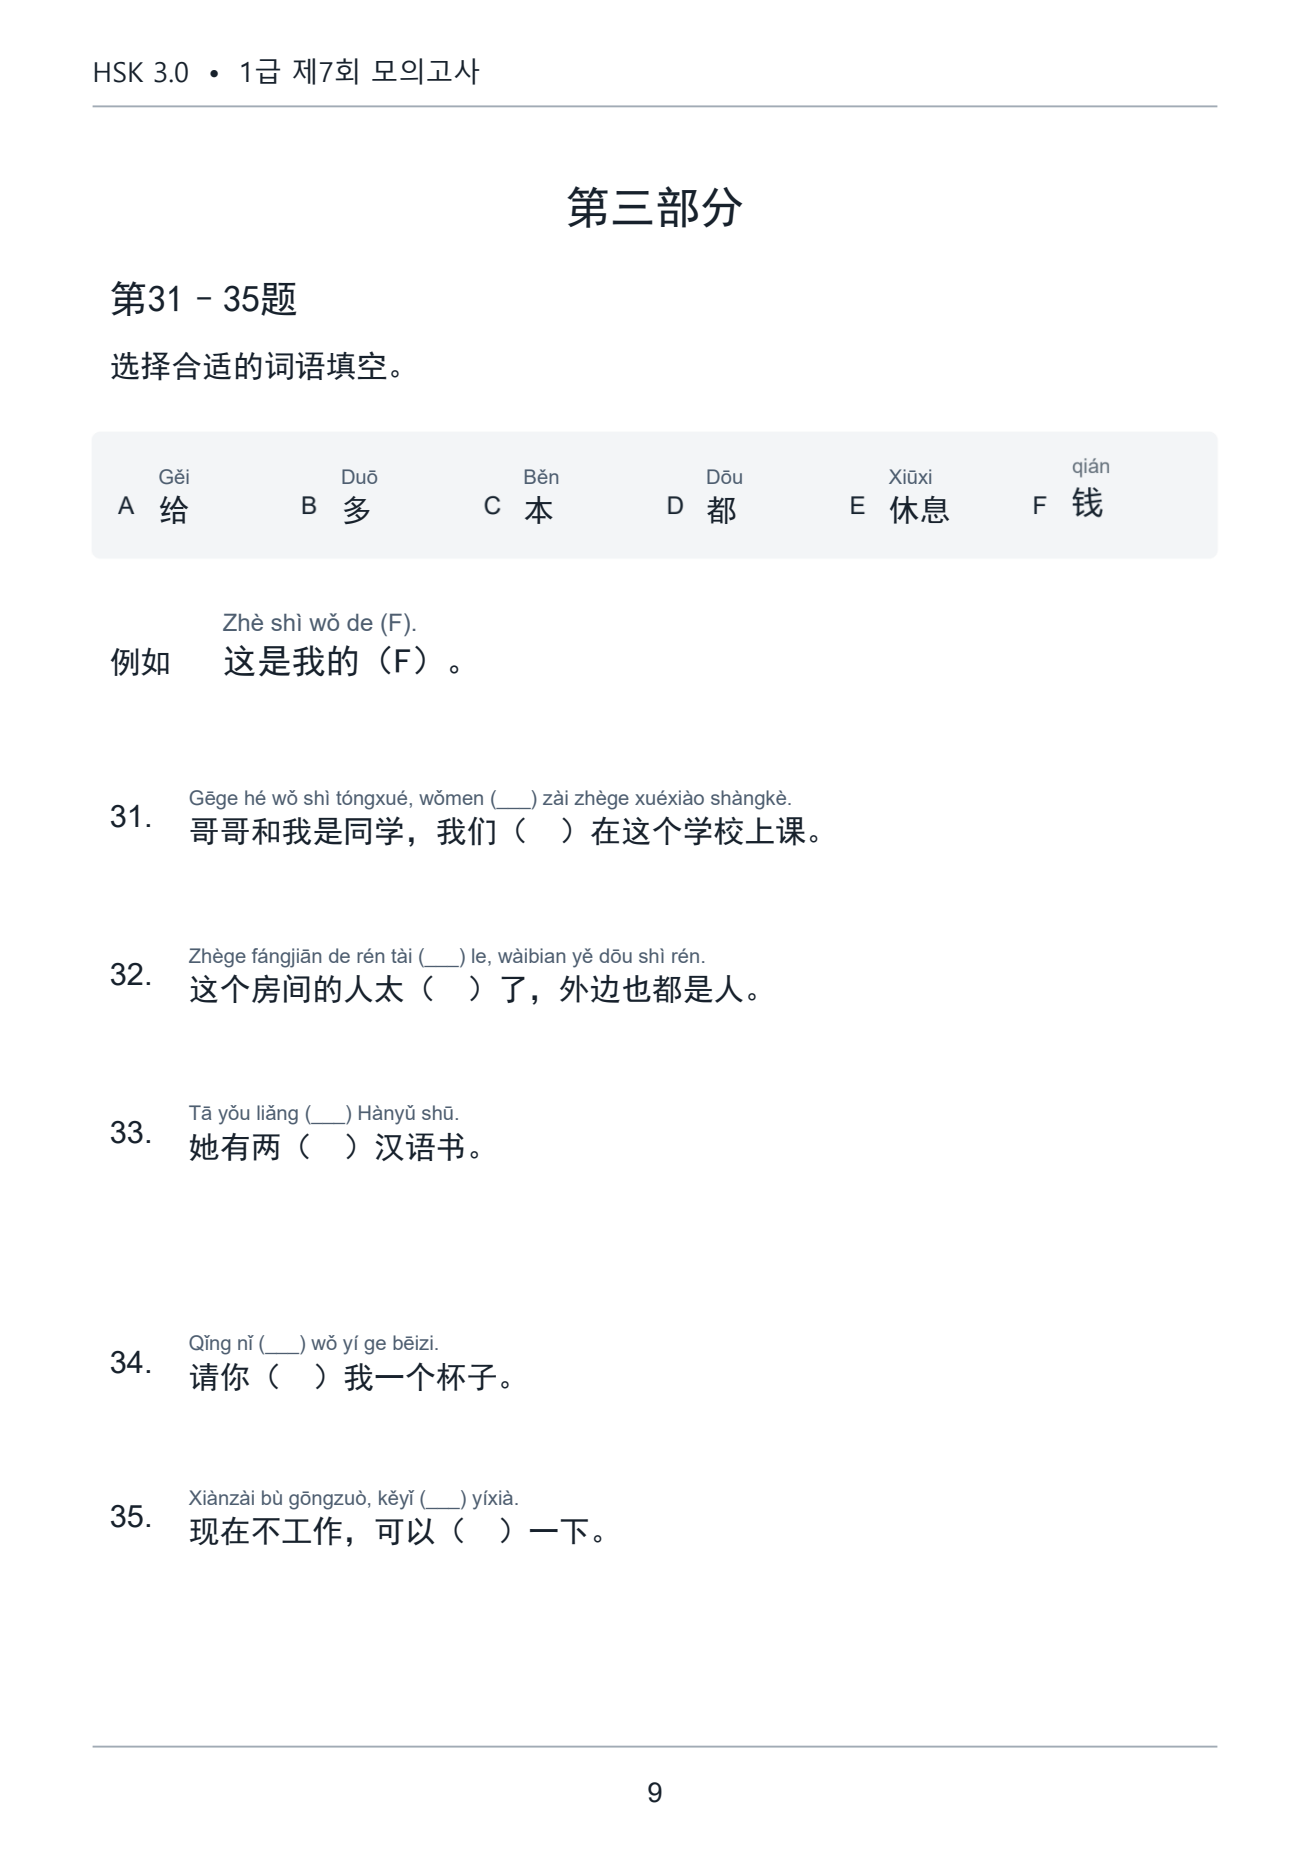 HSK 3.0 • 1급 제7회 모의고사
第三部分
第31 – 35题
选择合适的词语填空。
Gěi Duō Běn Dōu Xiūxi qián
A 给 B 多 C 本 D 都 E 休息 F 钱
Zhè shì wǒ de (F).
例如 这是我的（F）。
Gēge hé wǒ shì tóngxué, wǒmen (___) zài zhège xuéxiào shàngkè.
31. 哥哥和我是同学，我们（　）在这个学校上课。
Zhège fángjiān de rén tài (___) le, wàibian yě dōu shì rén.
32. 这个房间的人太（　）了，外边也都是人。
Tā yǒu liǎng (___) Hànyǔ shū.
33. 她有两（　）汉语书。
Qǐng nǐ (___) wǒ yí ge bēizi.
34. 请你（　）我一个杯子。
Xiànzài bù gōngzuò, kěyǐ (___) yíxià.
35. 现在不工作，可以（　）一下。
9